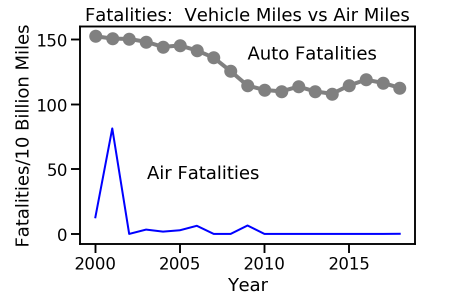 Fatalities:  Vehicle Miles vs Air Miles
Fatalities/10 Billion Miles
150
100
50
0
Auto Fatalities
Air Fatalities
2000
2005
2010
2015
Year